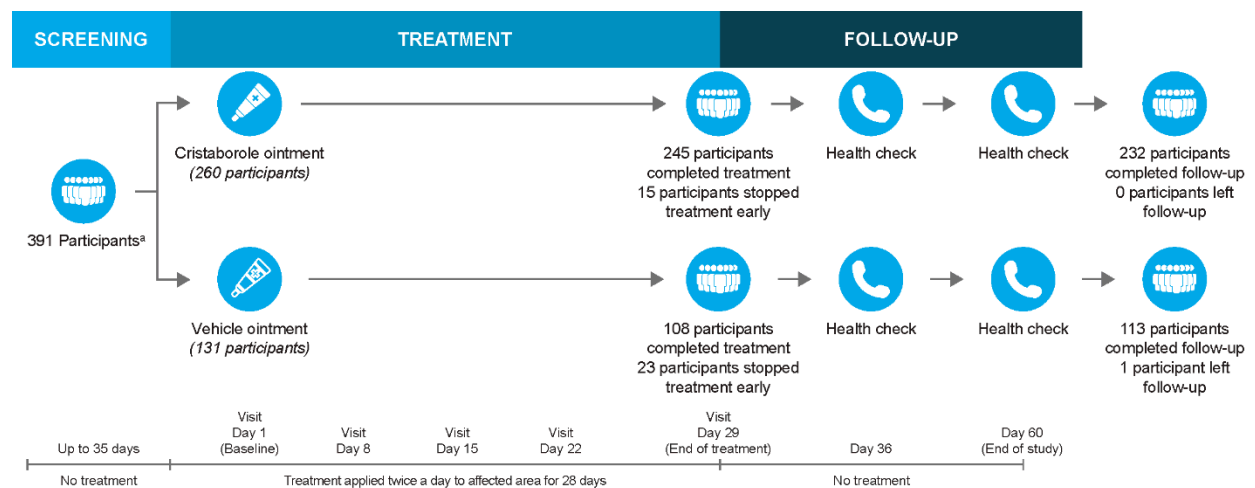 SCREENING
TREATMENT
FOLLOW-UP
391 Participantsᵃ
Cristaborole ointment
(260 participants)
245 participants
completed treatment
15 participants stopped
treatment early
Health check
Health check
232 participants
completed follow-up
0 participants left
follow-up
Vehicle ointment
(131 participants)
108 participants
completed treatment
23 participants stopped
treatment early
Health check
Health check
113 participants
completed follow-up
1 participant left
follow-up
Up to 35 days
Visit
Day 1
(Baseline)
Visit
Day 8
Visit
Day 15
Visit
Day 22
Visit
Day 29
(End of treatment)
Day 36
Day 60
(End of study)
No treatment
Treatment applied twice a day to affected area for 28 days
No treatment